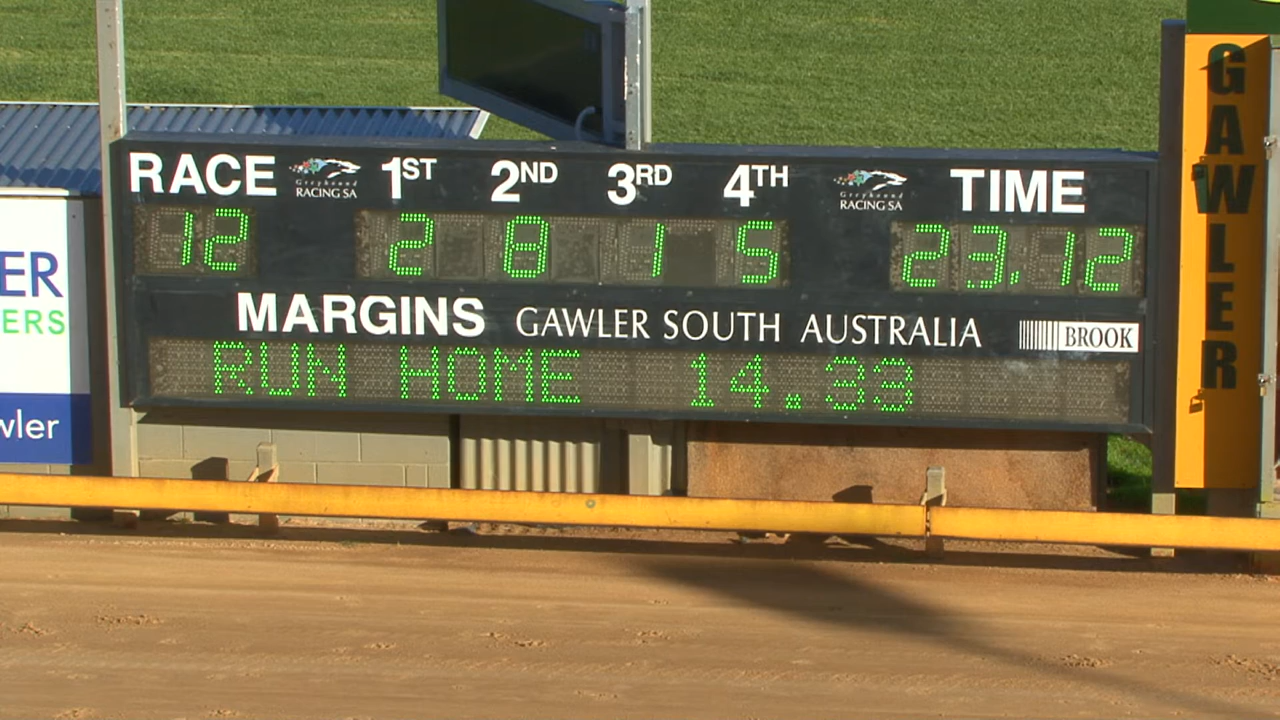 RACE Greyhound RACING SA 1ST 2ND 3RD 4TH Greyhound RACING SA TIME
12 2 8 1 5 23.12
MARGINS GAWLER SOUTH AUSTRALIA BROOK
RUN HOME 14.33
GAWLER
ER
ERS
wler